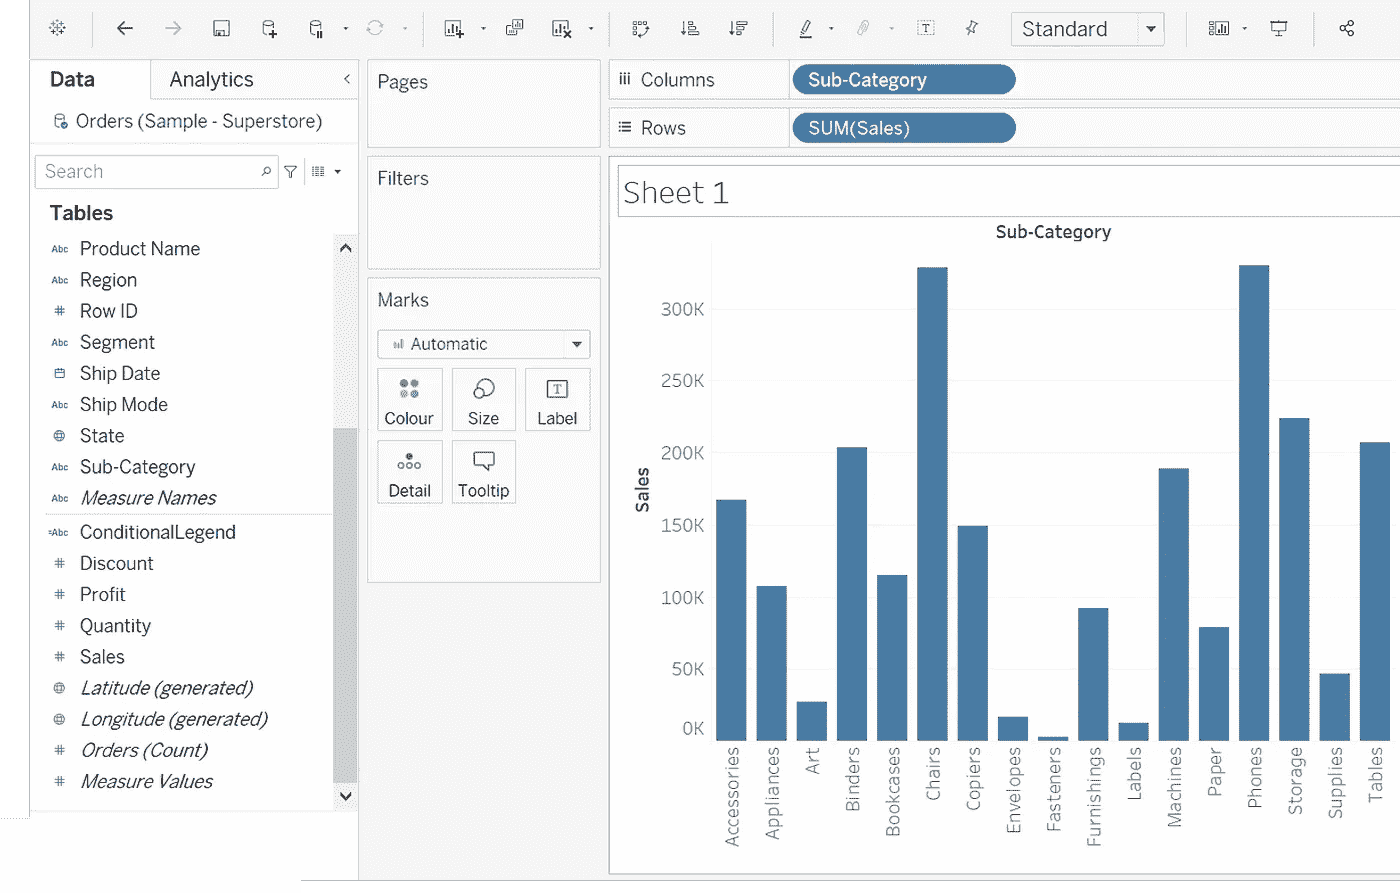 Standard
Data
Analytics
Orders (Sample - Superstore)
Search
Tables
Abc Product Name
Abc Region
# Row ID
Abc Segment
Ship Date
Abc Ship Mode
State
Abc Sub-Category
Abc Measure Names
=Abc ConditionalLegend
# Discount
# Profit
# Quantity
# Sales
Latitude (generated)
Longitude (generated)
# Orders (Count)
# Measure Values
Pages
Filters
Marks
Automatic
Colour
Size
T
Label
Detail
Tooltip
Columns
Sub-Category
Rows
SUM(Sales)
Sheet 1
Sub-Category
Sales
300K
250K
200K
150K
100K
50K
0K
Accessories
Appliances
Art
Binders
Bookcases
Chairs
Copiers
Envelopes
Fasteners
Furnishings
Labels
Machines
Paper
Phones
Storage
Supplies
Tables